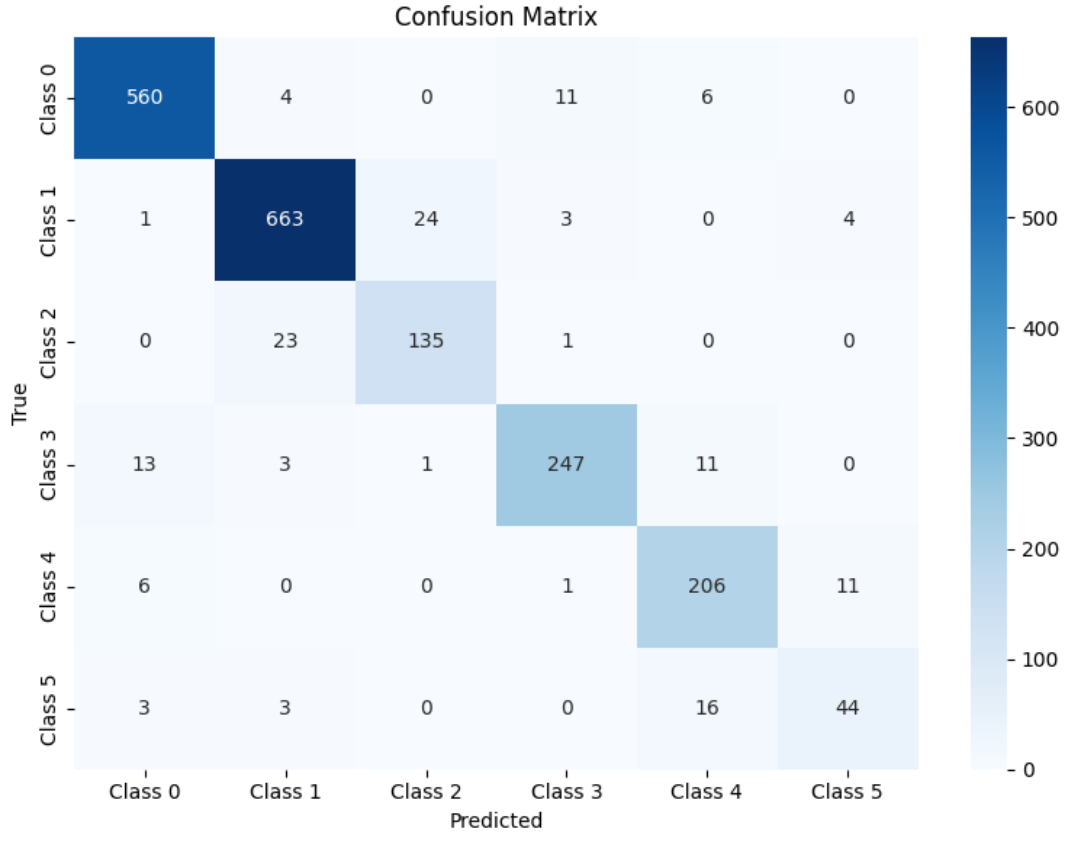 Confusion Matrix
True
Class 0 560 4 0 11 6 0
Class 1 1 663 24 3 0 4
Class 2 0 23 135 1 0 0
Class 3 13 3 1 247 11 0
Class 4 6 0 0 1 206 11
Class 5 3 3 0 0 16 44
Class 0 Class 1 Class 2 Class 3 Class 4 Class 5
Predicted
600
500
400
300
200
100
0